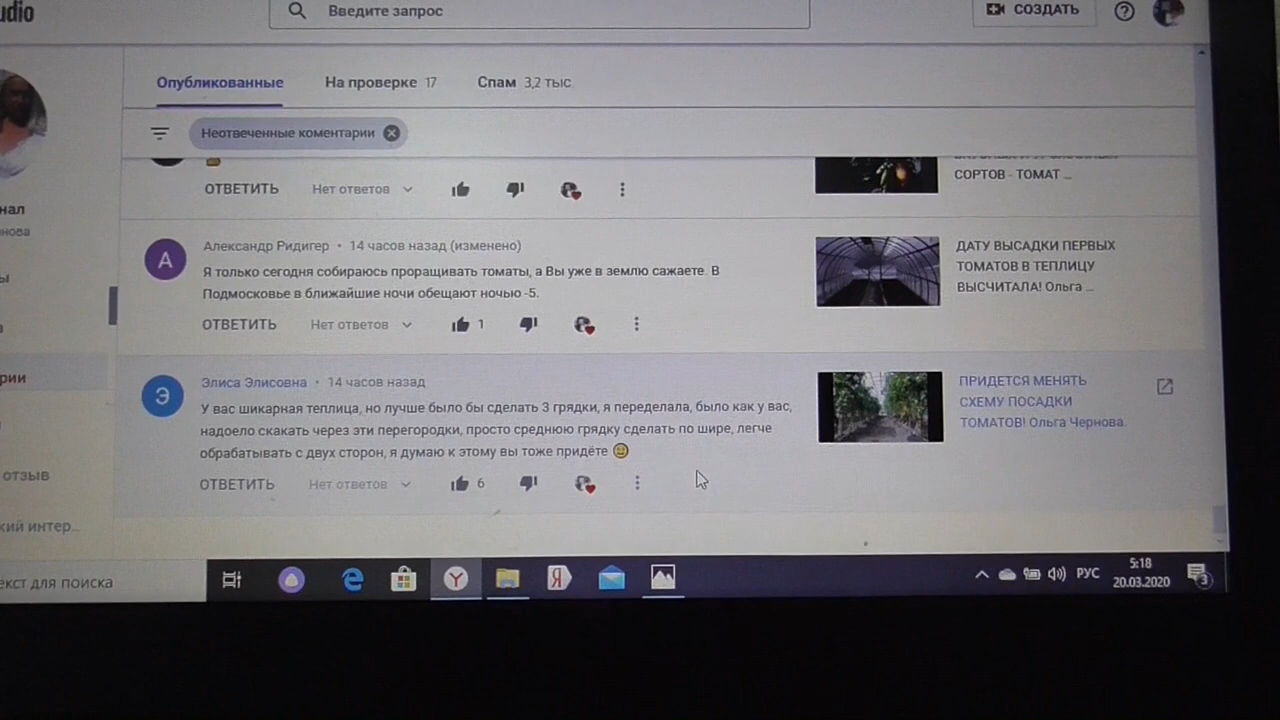 udio
Введите запрос
СОЗДАТЬ
Опубликованные
На проверке 17
Спам 3,2 тыс.
Неотвеченные коментарии
ОТВЕТИТЬ
Нет ответов
СОРТОВ - ТОМАТ ...
нал
нова
ы
а
рии
отзыв
кий интер...
А
Александр Ридигер • 14 часов назад (изменено)
Я только сегодня собираюсь проращивать томаты, а Вы уже в землю сажаете. В
Подмосковье в ближайшие ночи обещают ночью -5.
ОТВЕТИТЬ
Нет ответов
1
ДАТУ ВЫСАДКИ ПЕРВЫХ
ТОМАТОВ В ТЕПЛИЦУ
ВЫСЧИТАЛА! Ольга ...
Э
Элиса Элисовна • 14 часов назад
У вас шикарная теплица, но лучше было бы сделать 3 грядки, я переделала, было как у вас,
надоело скакать через эти перегородки, просто среднюю грядку сделать по шире, легче
обрабатывать с двух сторон, я думаю к этому вы тоже придёте
ОТВЕТИТЬ
Нет ответов
6
ПРИДЕТСЯ МЕНЯТЬ
СХЕМУ ПОСАДКИ
ТОМАТОВ! Ольга Чернова.
екст для поиска
Y
Я
РУС
5:18
20.03.2020
3